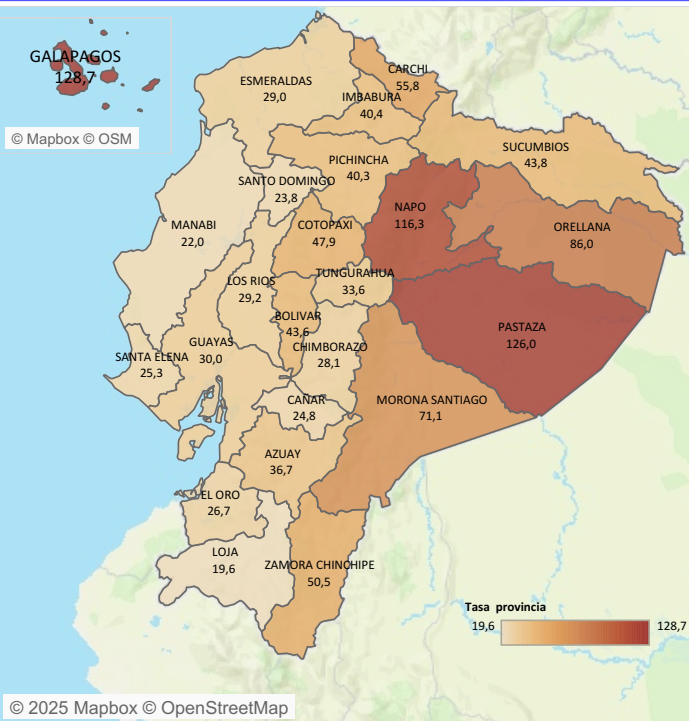 GALAPAGOS
128,7
© Mapbox © OSM
ESMERALDAS
29,0
CARCHI
55,8
IMBABURA
40,4
PICHINCHA
40,3
SUCUMBIOS
43,8
SANTO DOMINGO
23,8
NAPO
116,3
MANABI
22,0
COTOPAXI
47,9
ORELLANA
86,0
TUNGURAHUA
33,6
LOS RIOS
29,2
BOLIVAR
43,6
PASTAZA
126,0
GUAYAS
30,0
CHIMBORAZO
28,1
SANTA ELENA
25,3
CAÑAR
24,8
MORONA SANTIAGO
71,1
AZUAY
36,7
EL ORO
26,7
LOJA
19,6
ZAMORA CHINCHIPE
50,5
Tasa provincia
19,6
128,7
© 2025 Mapbox © OpenStreetMap